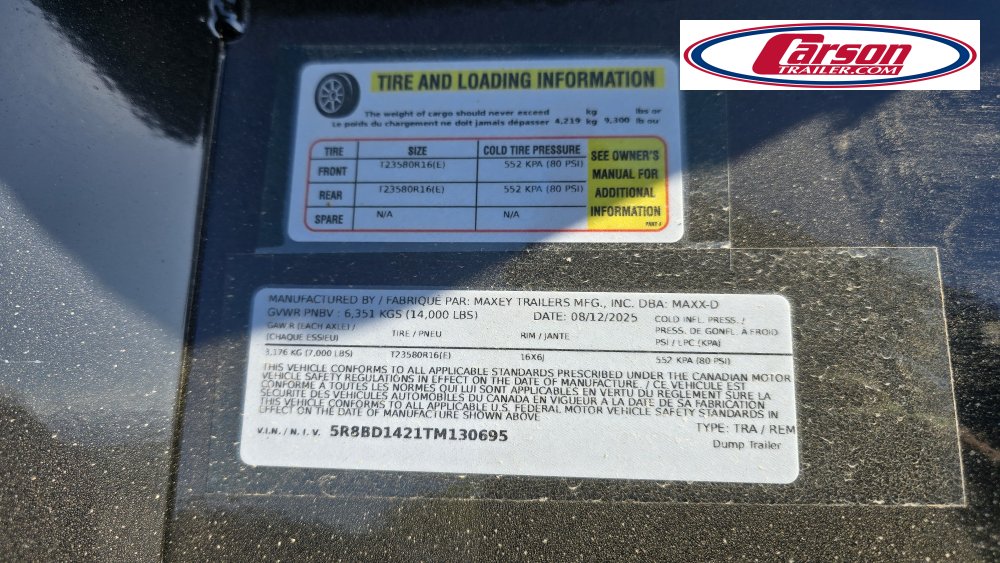 Carson
TRAILER.COM
TIRE AND LOADING INFORMATION
The weight of cargo should never exceed kg lbs or
Le poids du chargement ne doit jamais dépasser 4,219 kg 9,300 lb ou
TIRE SIZE COLD TIRE PRESSURE
FRONT T23580R16(E) 552 KPA (80 PSI)
REAR T23580R16(E) 552 KPA (80 PSI)
SPARE N/A N/A
SEE OWNER'S
MANUAL FOR
ADDITIONAL
INFORMATION
MANUFACTURED BY / FABRIQUE PAR: MAXEY TRAILERS MFG., INC. DBA: MAXX-D
GVWR PNBV : 6,351 KGS (14,000 LBS) DATE: 08/12/2025
GAWR (EACH AXLE) / (CHAQUE ESSIEU) TIRE / PNEU RIM / JANTE COLD INFL. PRESS. / PRESS. DE GONFL. À FROID PSI / LPC (KPA)
3,176 KG (7,000 LBS) T23580R16(E) 16X6J 552 KPA (80 PSI)
THIS VEHICLE CONFORMS TO ALL APPLICABLE STANDARDS PRESCRIBED UNDER THE CANADIAN MOTOR
VEHICLE SAFETY REGULATIONS IN EFFECT ON THE DATE OF MANUFACTURE. / CE VEHICULE EST
CONFORME A TOUTES LES NORMES QUI LUI SONT APPLICABLES EN VERTU DU REGLEMENT SUR LA
SECURITE DES VEHICULES AUTOMOBILES DU CANADA EN VIGUEUR A LA DATE DE SA FABRICATION
THIS VEHICLE CONFORMS TO ALL APPLICABLE U.S. FEDERAL MOTOR VEHICLE SAFETY STANDARDS IN
EFFECT ON THE DATE OF MANUFACTURE SHOWN ABOVE.
V.I.N. / N. I. V. 5R8BD1421TM130695 TYPE: TRA / REM
Dump Trailer